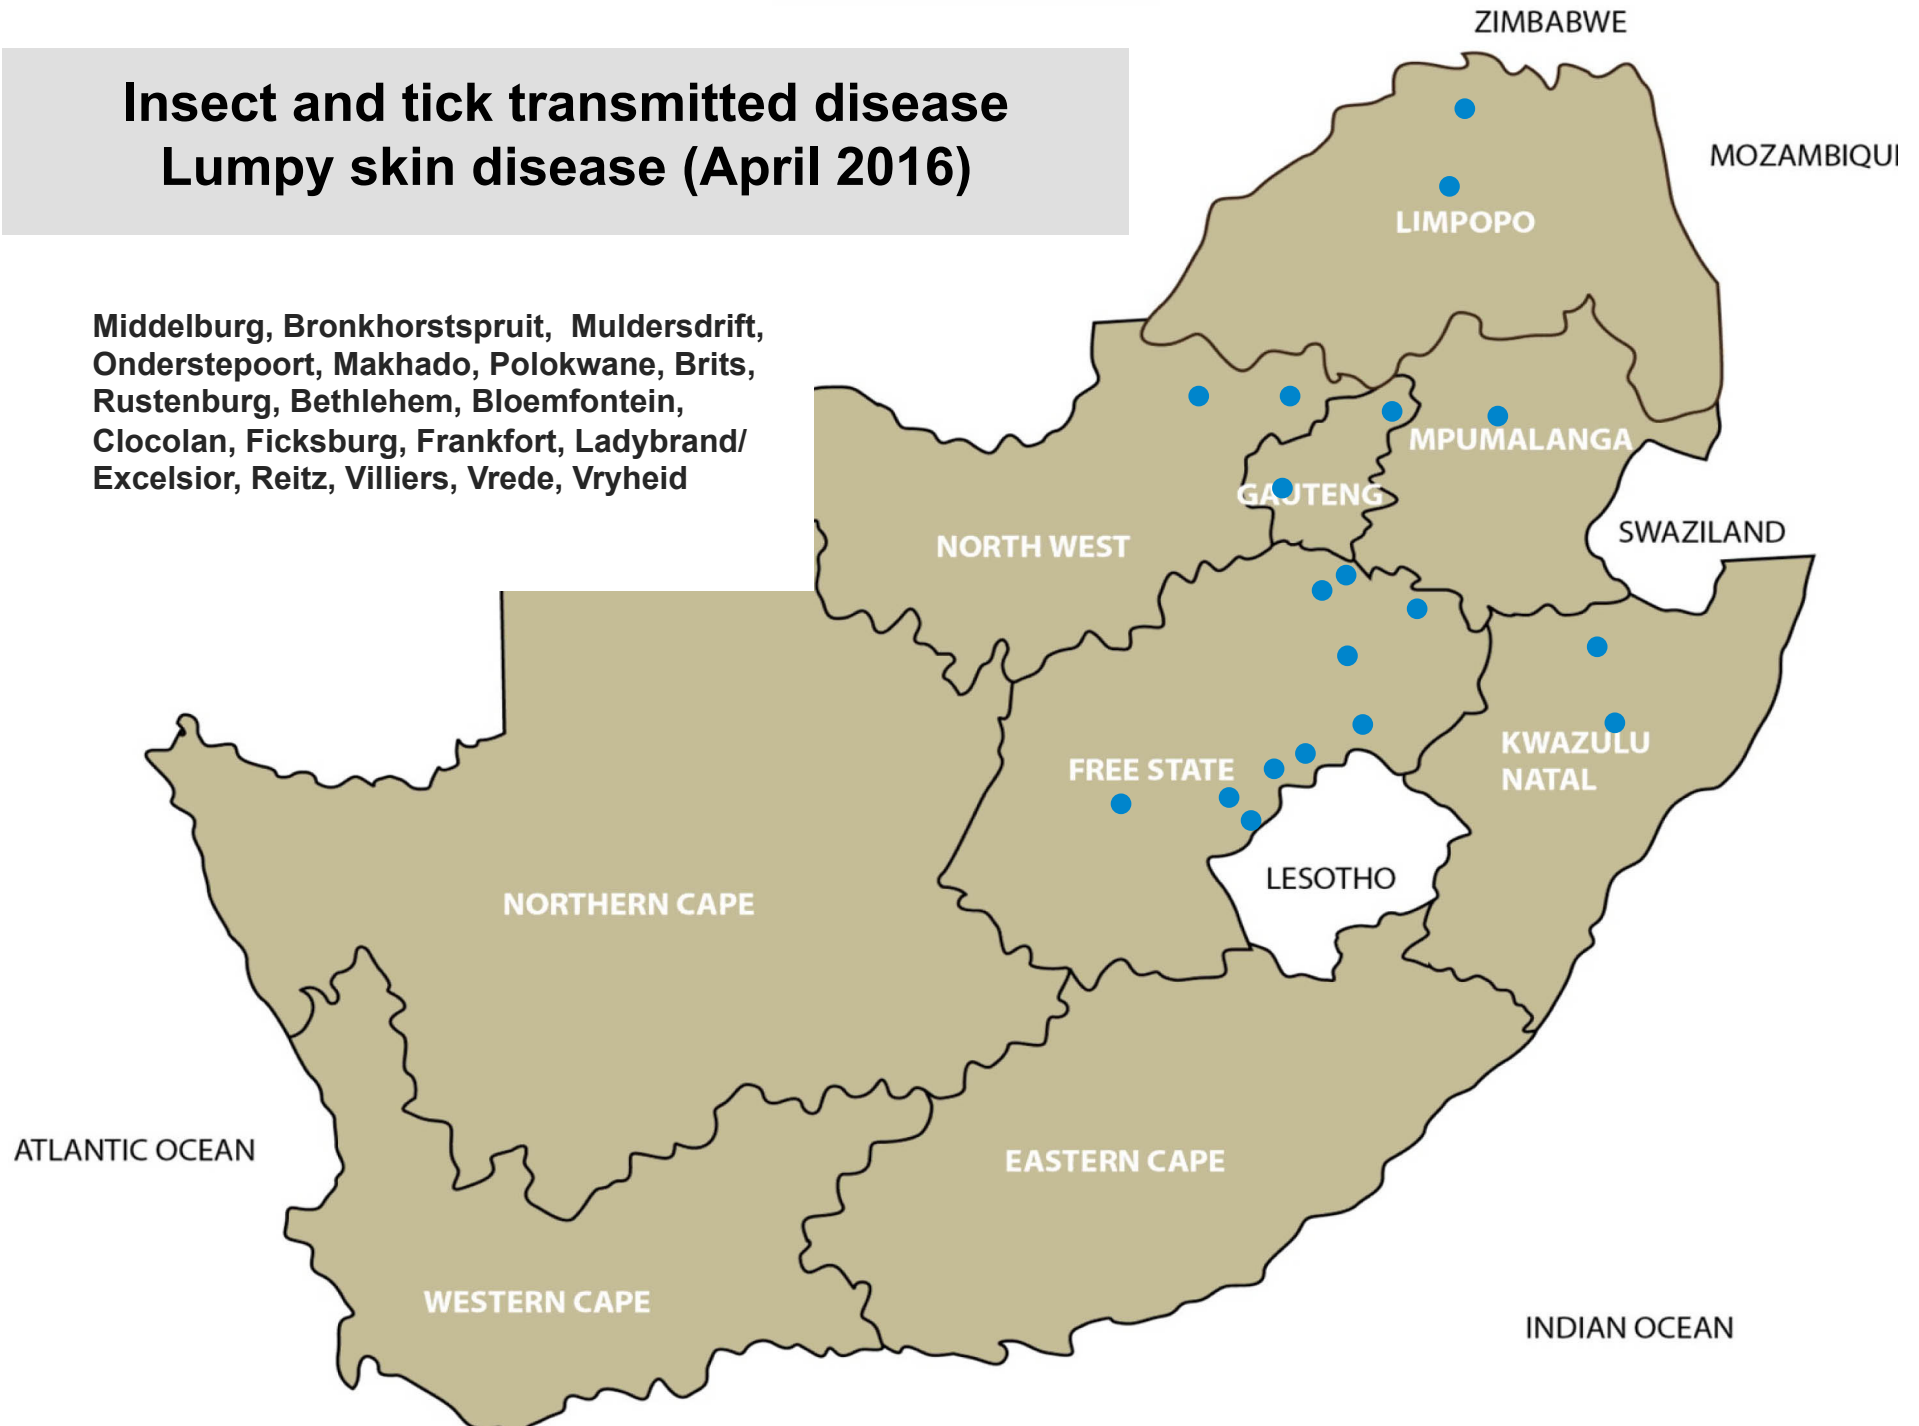 ZIMBABWE
Insect and tick transmitted disease
Lumpy skin disease (April 2016)
MOZAMBIQU
LIMPOPO
Middelburg, Bronkhorstspruit,  Muldersdrift,
Onderstepoort, Makhado, Polokwane, Brits,
Rustenburg, Bethlehem, Bloemfontein,
Clocolan, Ficksburg, Frankfort, Ladybrand/
Excelsior, Reitz, Villiers, Vrede, Vryheid
MPUMALANGA
GAUTENG
SWAZILAND
NORTH WEST
KWAZULU
NATAL
FREE STATE
LESOTHO
NORTHERN CAPE
ATLANTIC OCEAN
EASTERN CAPE
WESTERN CAPE
INDIAN OCEAN